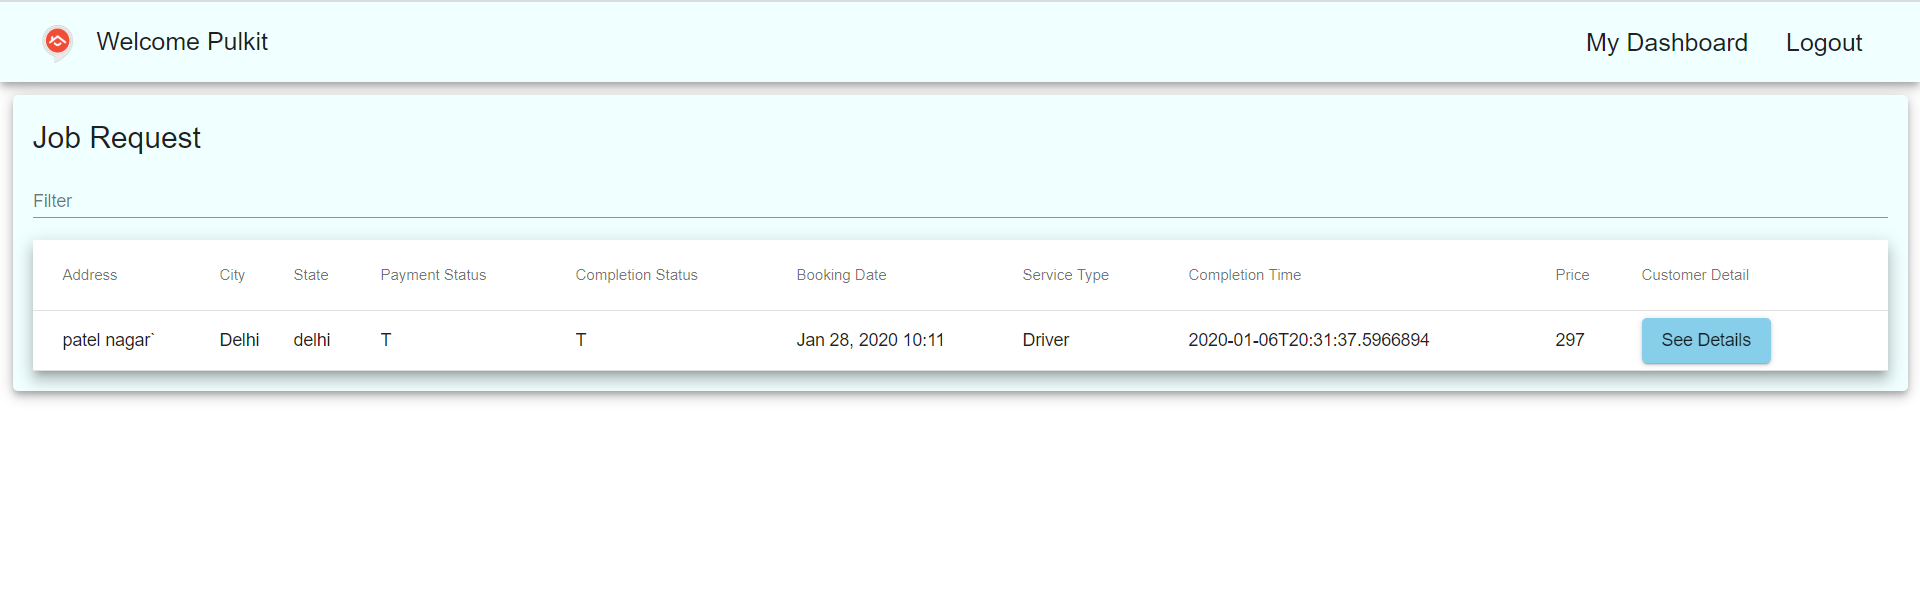 Welcome Pulkit My Dashboard Logout
Job Request
Filter
Address City State Payment Status Completion Status Booking Date Service Type Completion Time Price Customer Detail
patel nagar` Delhi delhi T T Jan 28, 2020 10:11 Driver 2020-01-06T20:31:37.5966894 297 See Details